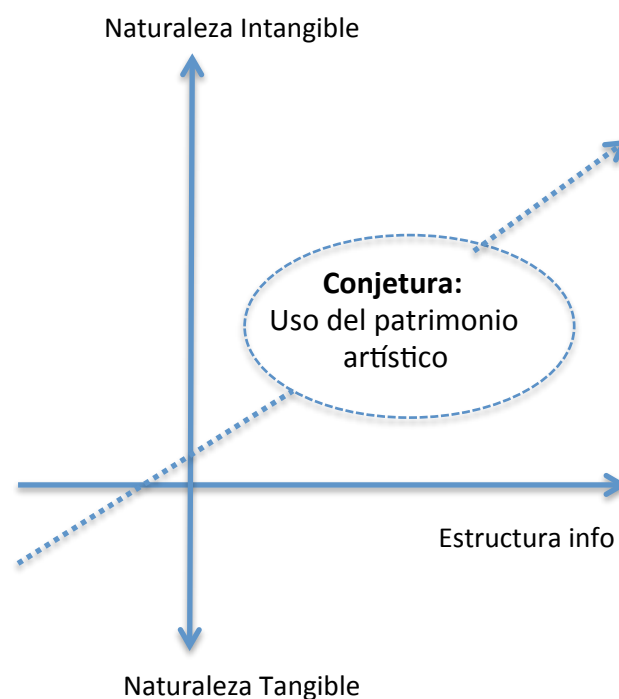 Naturaleza Intangible
Conjetura:
Uso del patrimonio
artístico
Estructura info
Naturaleza Tangible